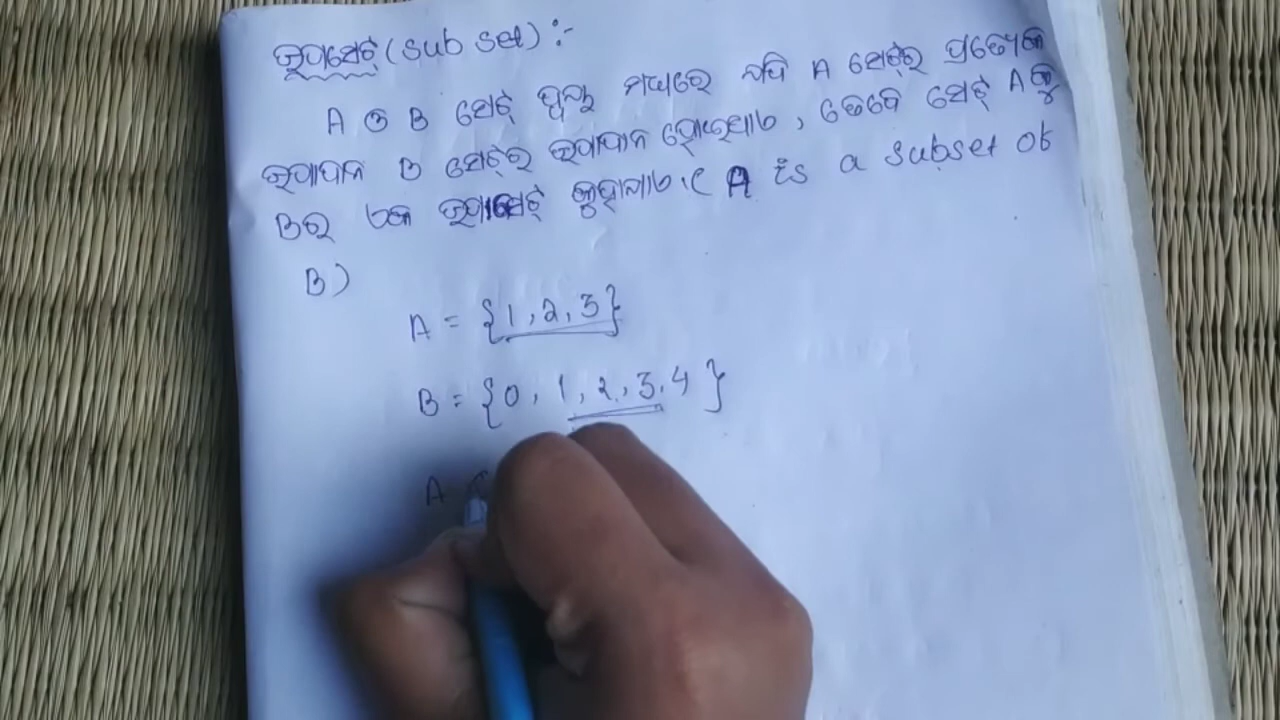 ଉପସେଟ୍ (Sub set) :-
A ଓ B ସେଟ୍ ଦ୍ୱୟ ମଧ୍ୟରେ ଯଦି A ସେଟ୍‌ର ପ୍ରତ୍ୟେକ
ଉପାଦାନ B ସେଟ୍‌ର ଉପାଦାନ ହୋଇଥାଏ, ତେବେ ସେଟ୍ A କୁ
B ର ଏକ ଉପସେଟ୍ କୁହାଯାଏ. ( A is a subset of
B)
A = {1, 2, 3}
B = {0, 1, 2, 3, 4}
A